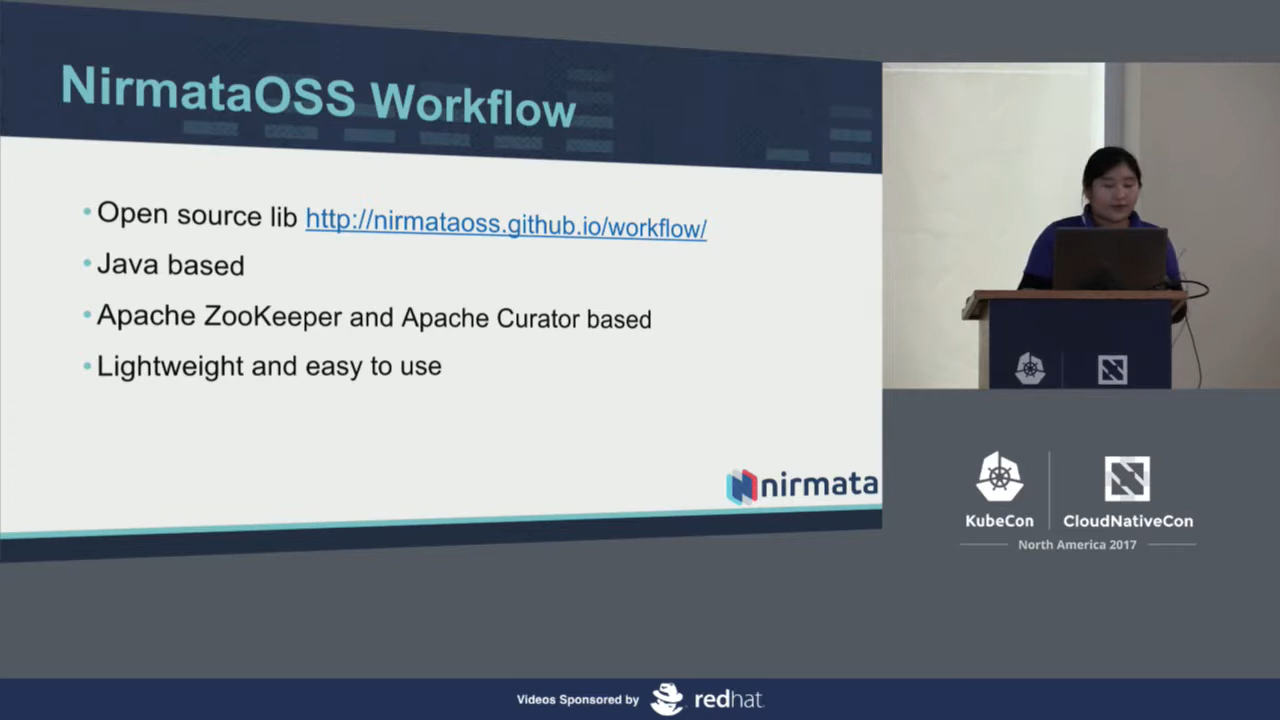 NirmataOSS Workflow
• Open source lib http://nirmataoss.github.io/workflow/
• Java based
• Apache ZooKeeper and Apache Curator based
• Lightweight and easy to use
nirmata
KubeCon
CloudNativeCon
North America 2017
Videos Sponsored by redhat.